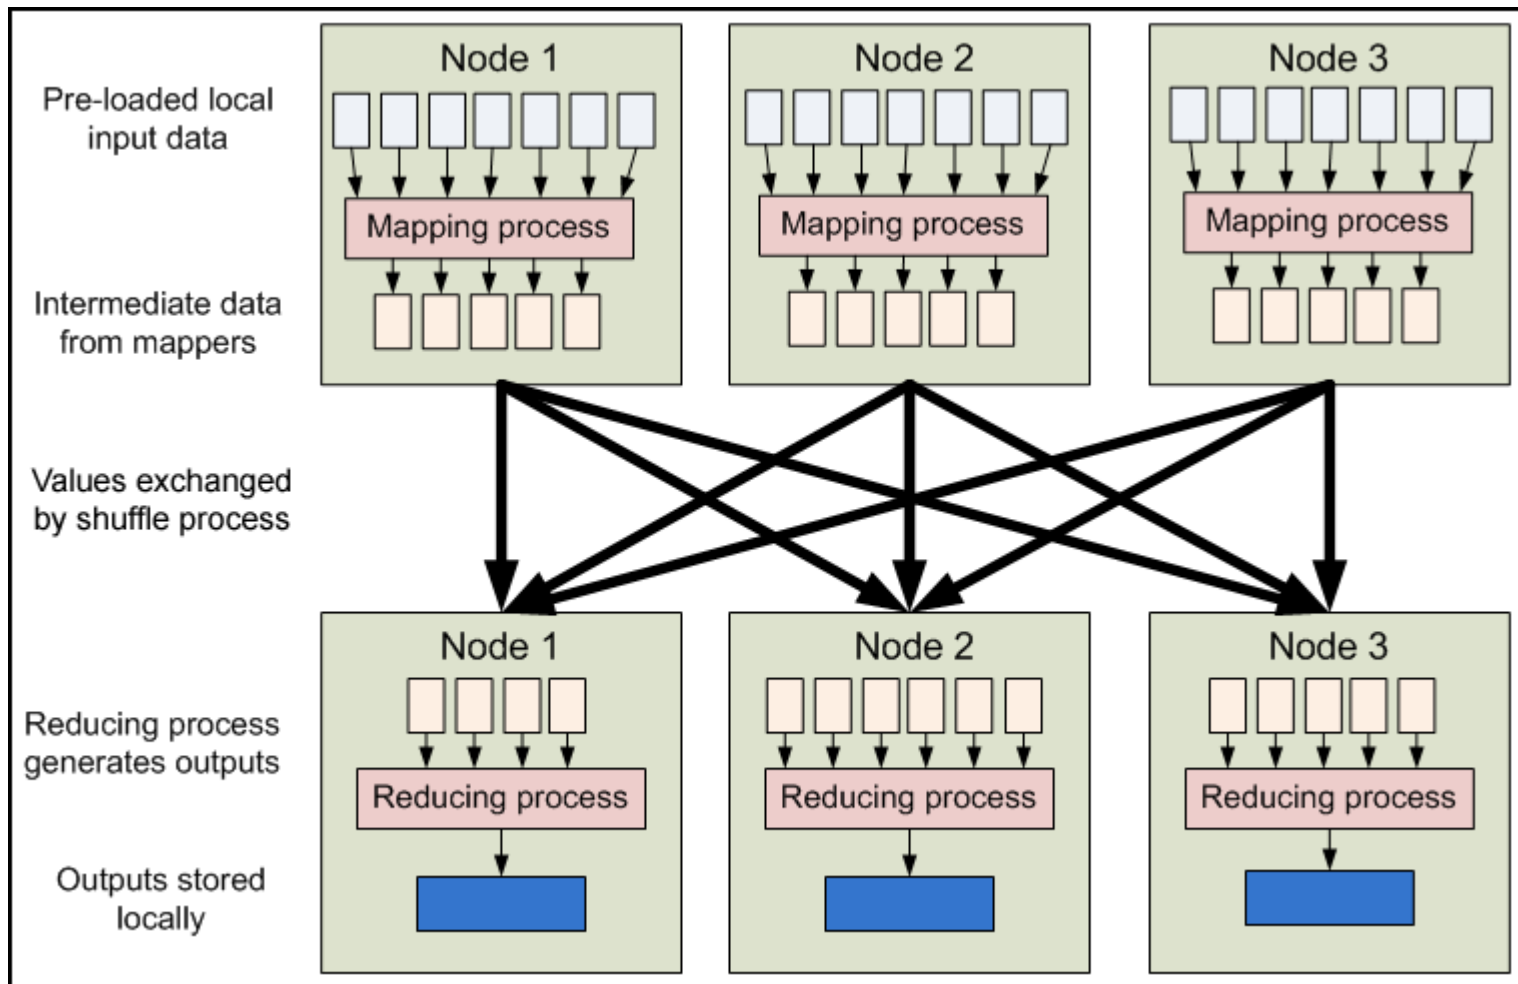 Node 1
Node 2
Node 3
Pre-loaded local
input data
Mapping process
Mapping process
Mapping process
Intermediate data
from mappers
Values exchanged
by shuffle process
Node 1
Node 2
Node 3
Reducing process
generates outputs
Reducing process
Reducing process
Reducing process
Outputs stored
locally